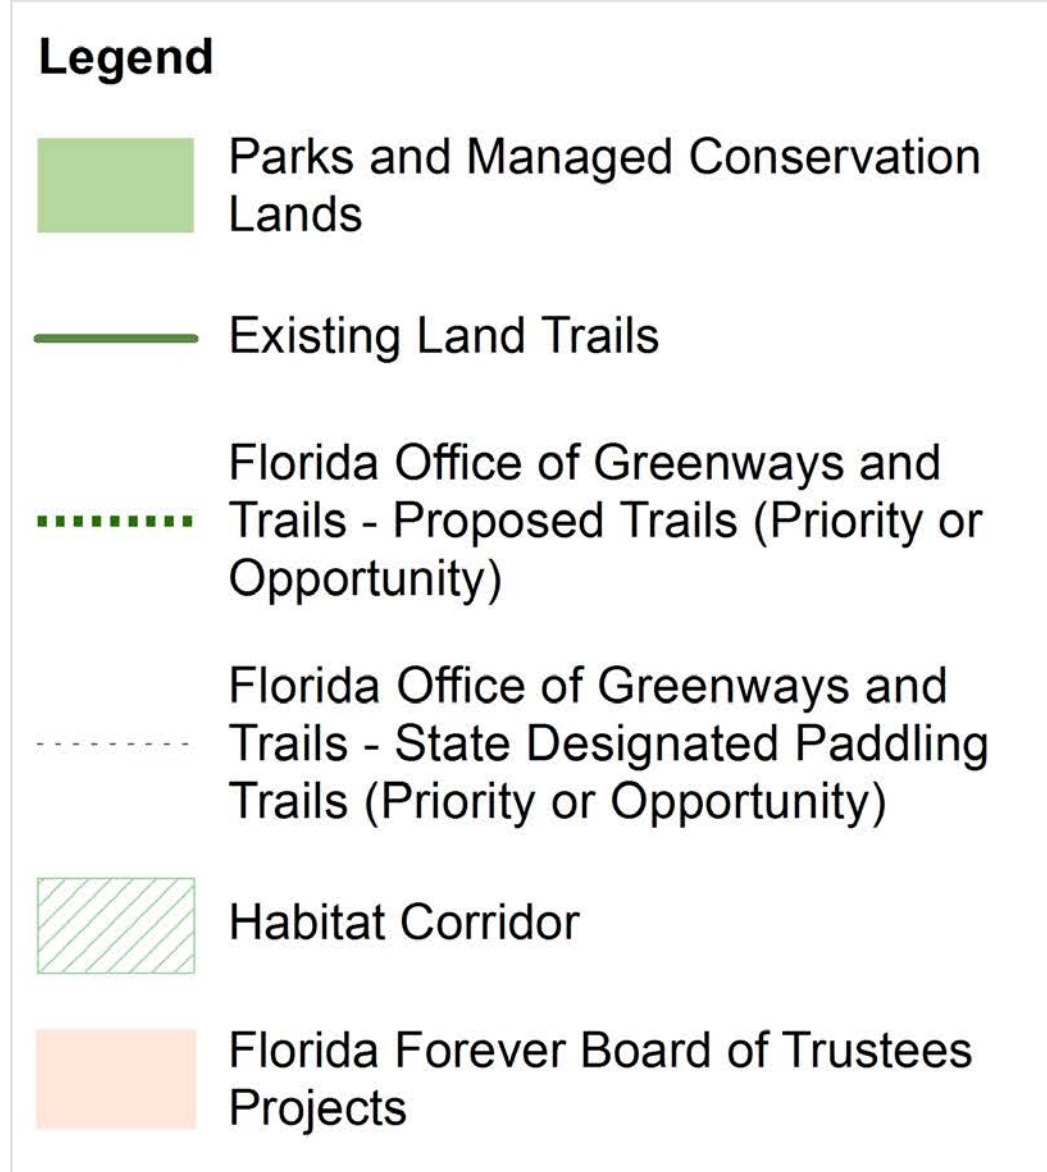 Legend
Parks and Managed Conservation
Lands
Existing Land Trails
Florida Office of Greenways and
Trails - Proposed Trails (Priority or
Opportunity)
Florida Office of Greenways and
Trails - State Designated Paddling
Trails (Priority or Opportunity)
Habitat Corridor
Florida Forever Board of Trustees
Projects